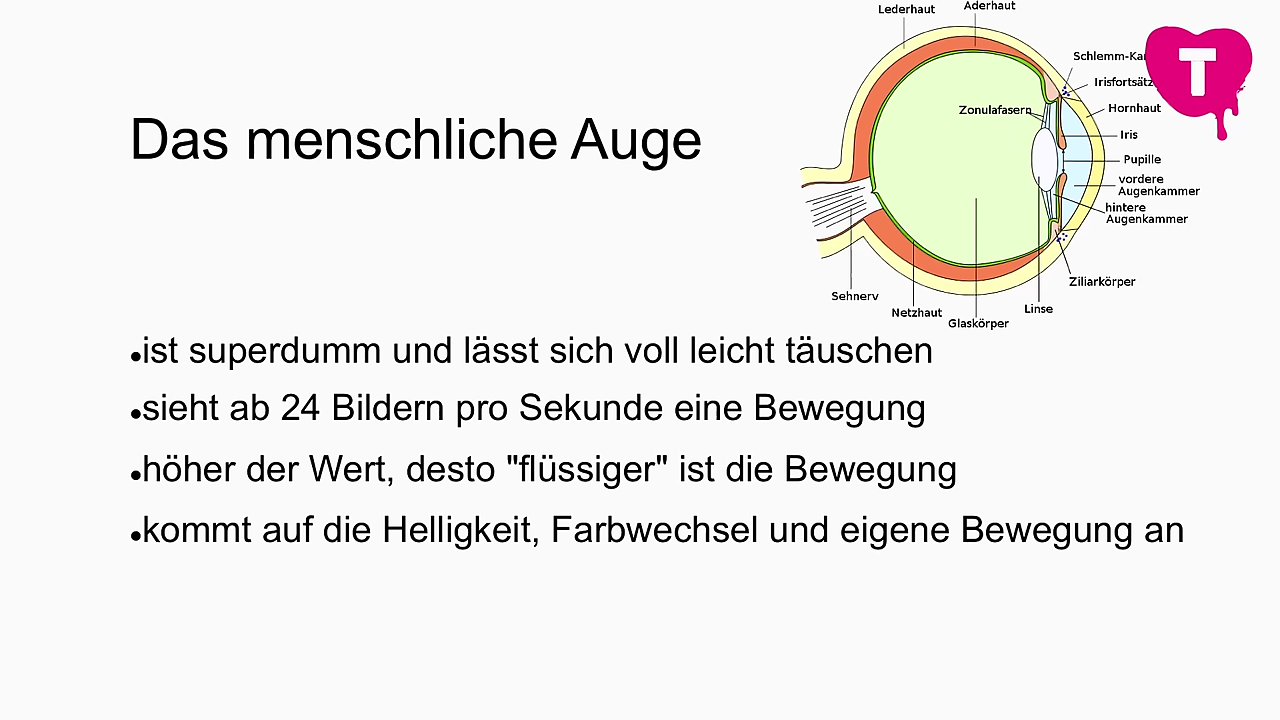 Lederhaut
Aderhaut
Schlemm-Ka
Irisfortsätz
Hornhaut
Zonulafasern
Iris
Pupille
vordere
Augenkammer
hintere
Augenkammer
Ziliarkörper
Sehnerv
Netzhaut
Glaskörper
Linse
T
Das menschliche Auge
●ist superdumm und lässt sich voll leicht täuschen
●sieht ab 24 Bildern pro Sekunde eine Bewegung
●höher der Wert, desto "flüssiger" ist die Bewegung
●kommt auf die Helligkeit, Farbwechsel und eigene Bewegung an